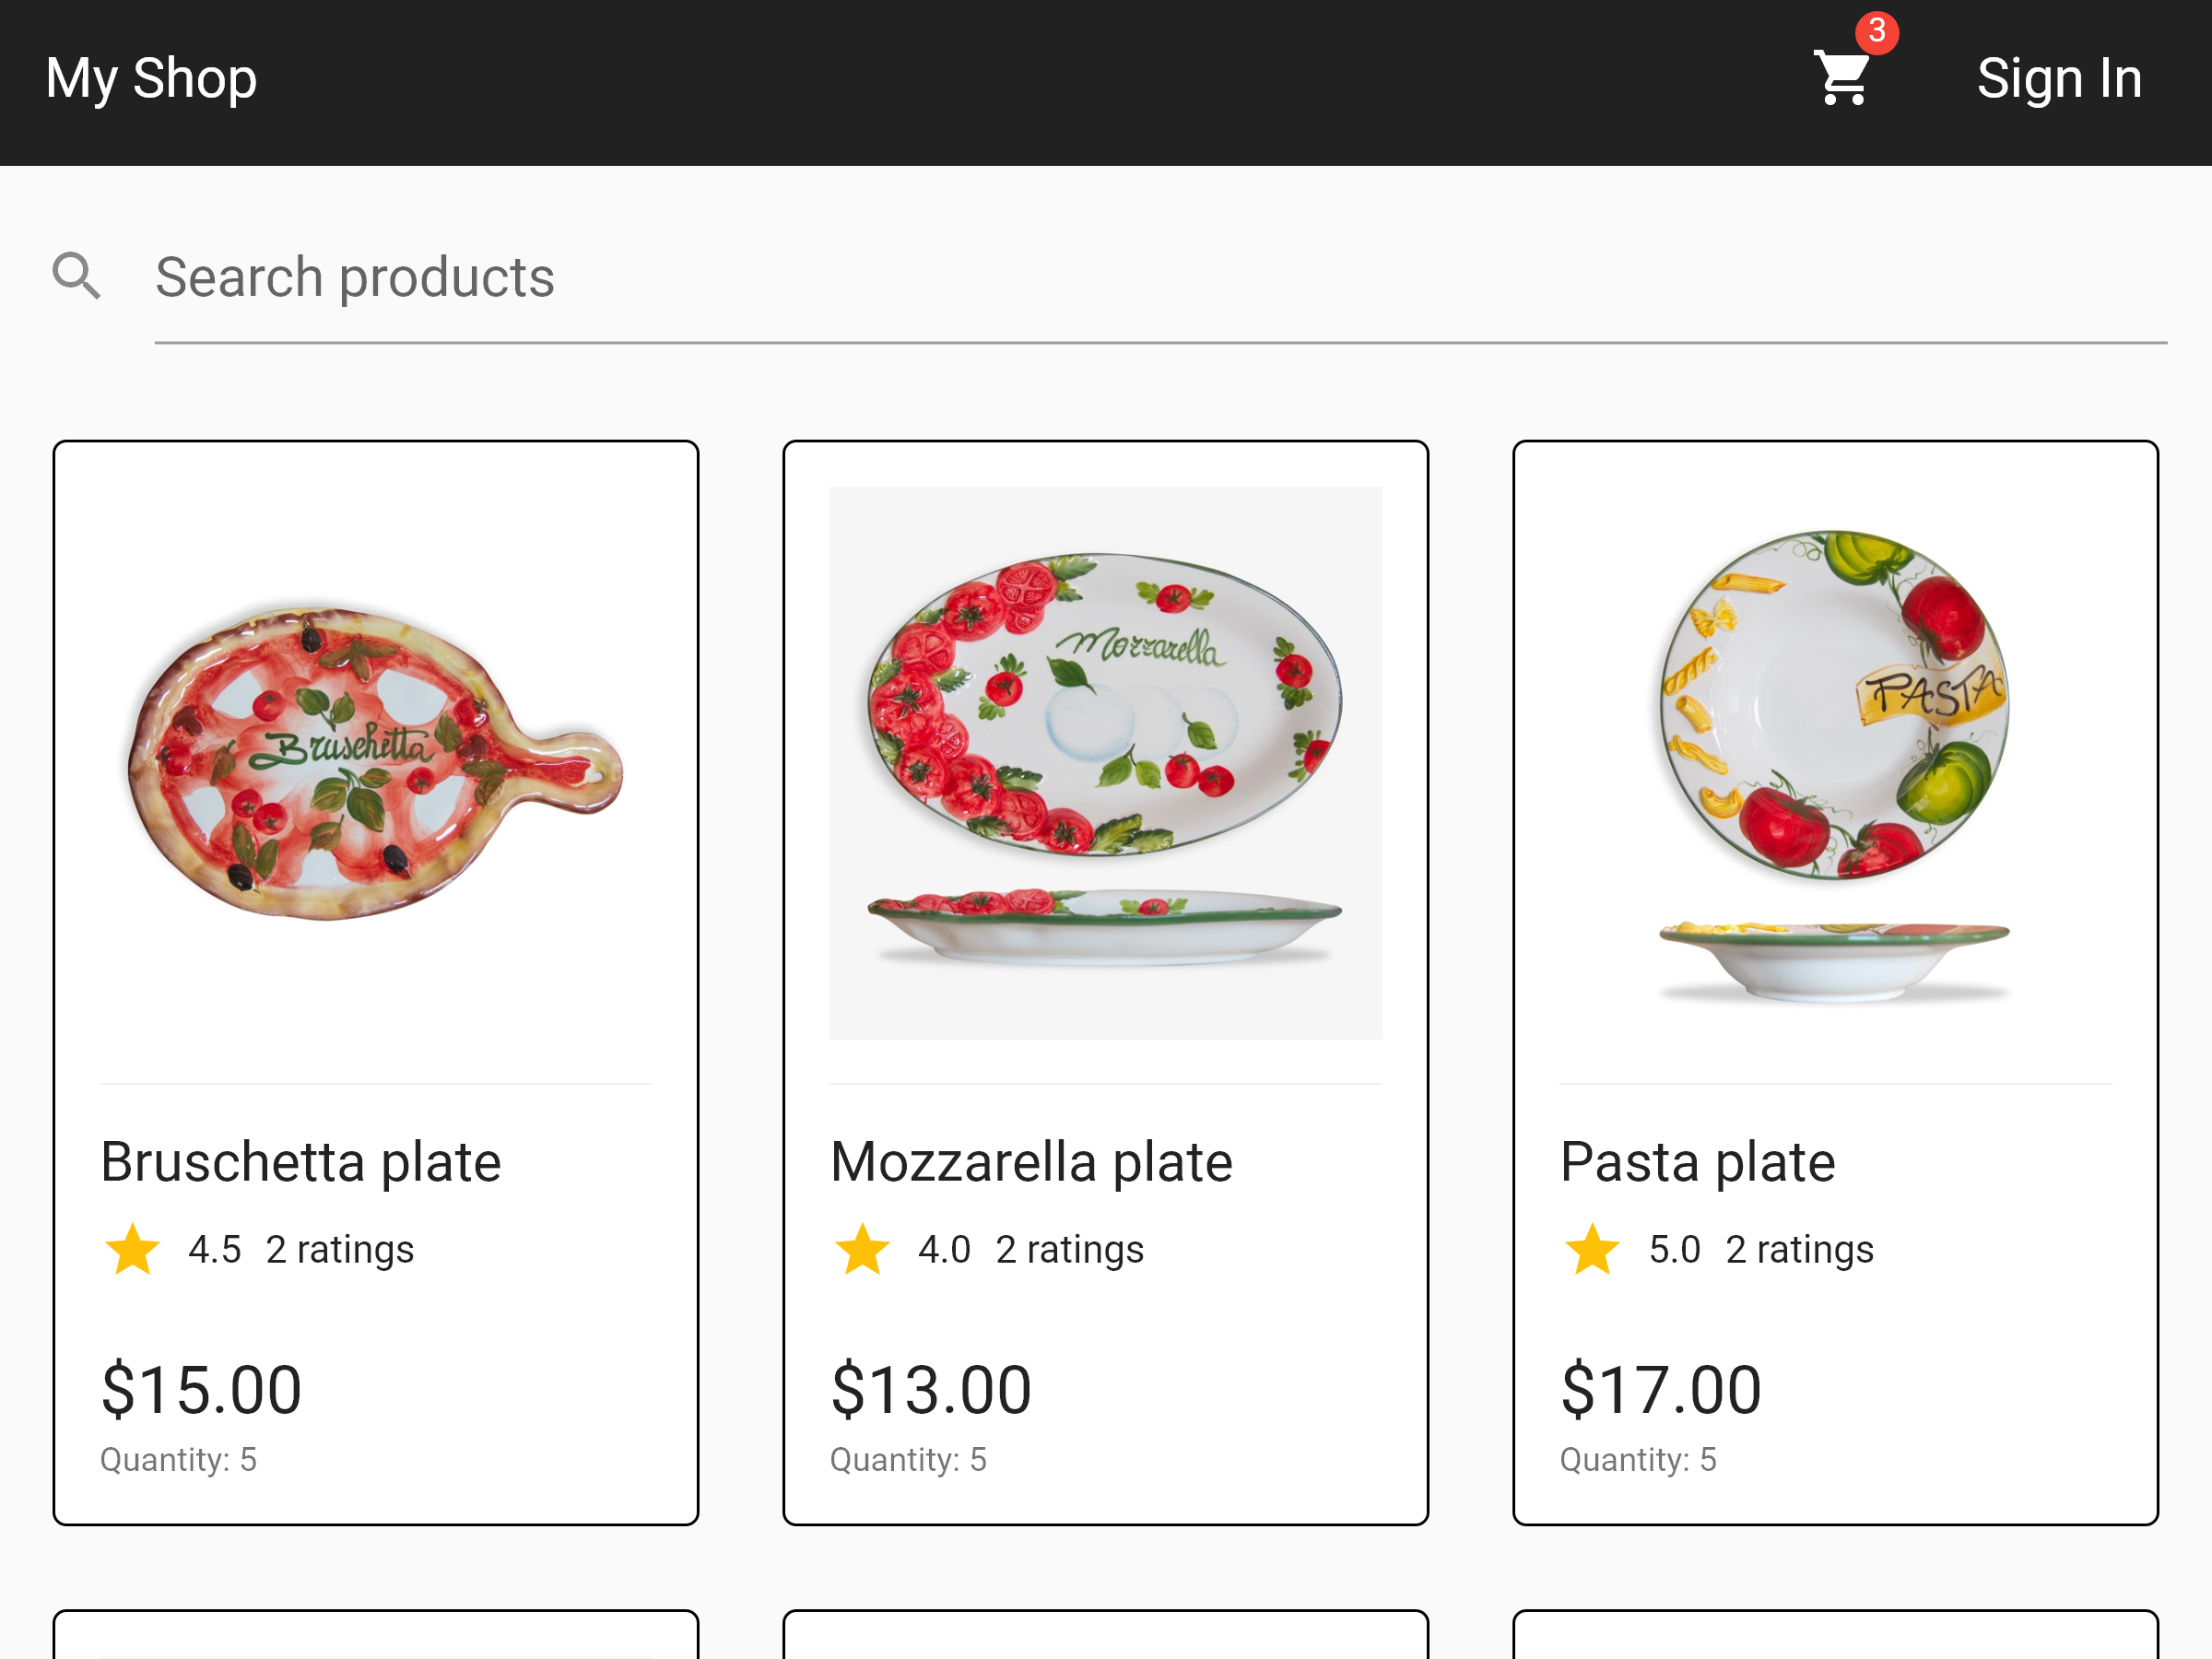 My Shop
3
Sign In
Search products
Bruschetta
Mozzarella
PASTA
Bruschetta plate
4.5 2 ratings
$15.00
Quantity: 5
Mozzarella plate
4.0 2 ratings
$13.00
Quantity: 5
Pasta plate
5.0 2 ratings
$17.00
Quantity: 5